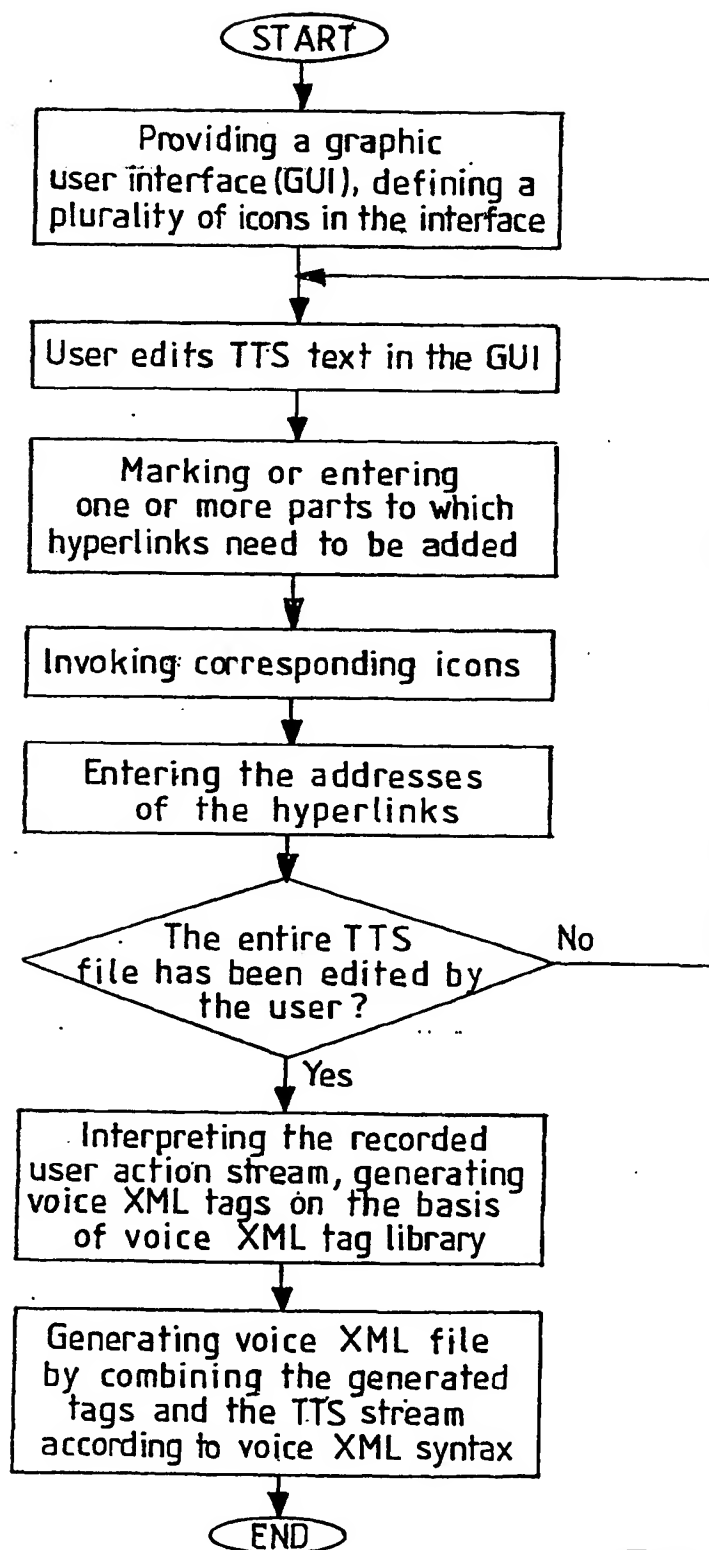 START
Providing a graphic
user interface (GUI), defining a
plurality of icons in the interface
User edits TTS text in the GUI
Marking or entering
one or more parts to which
hyperlinks need to be added
Invoking corresponding icons
Entering the addresses
of the hyperlinks
The entire TTS
file has been edited by
the user?
No
Yes
Interpreting the recorded
user action stream, generating
voice XML tags on the basis
of voice XML tag library
Generating voice XML file
by combining the generated
tags and the TTS stream
according to voice XML syntax
END